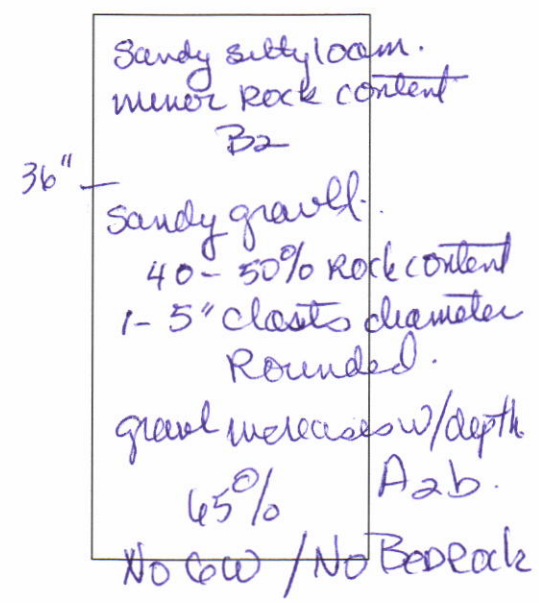 Sandy silty loam.
minor Rock content
B2
36"
Sandy gravel.
40 - 50% Rock content
1 - 5" clasts diameter
Rounded.
gravel increases w/depth
65% A2b.
No GW / No BedRock